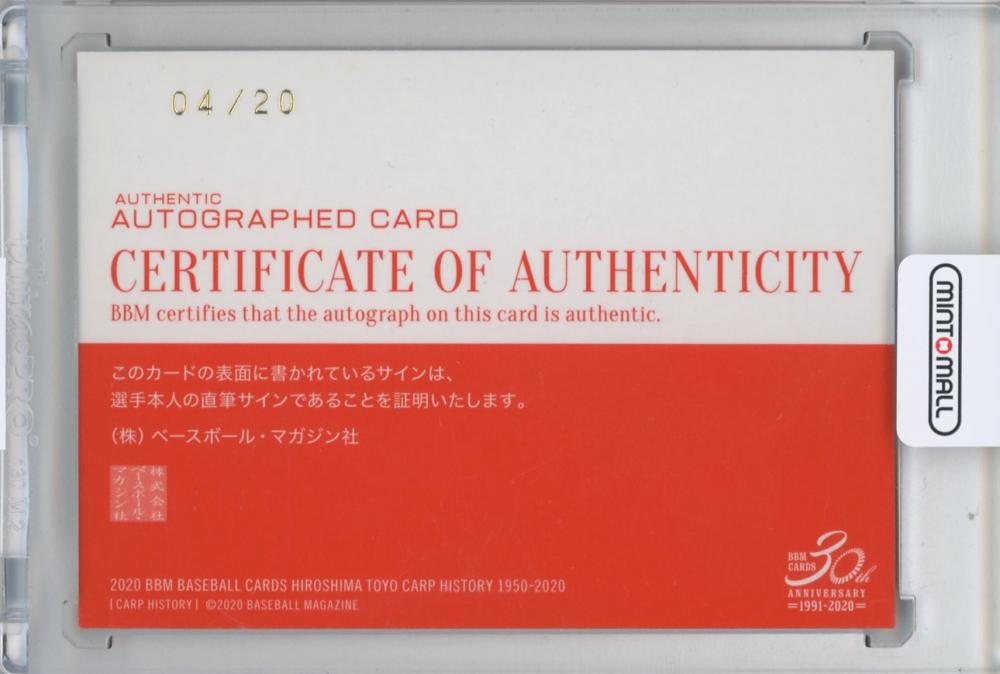 04/20
AUTHENTIC
AUTOGRAPHED CARD
CERTIFICATE OF AUTHENTICITY
BBM certifies that the autograph on this card is authentic.
このカードの表面に書かれているサインは、
選手本人の直筆サインであることを証明いたします。
（株）ベースボール・マガジン社
株式会社
ベースボール・
マガジン社
2020 BBM BASEBALL CARDS HIROSHIMA TOYO CARP HISTORY 1950-2020
[CARP HISTORY] ©2020 BASEBALL MAGAZINE
BBM
CARDS
30th
ANNIVERSARY
=1991-2020=
MINTOMALL